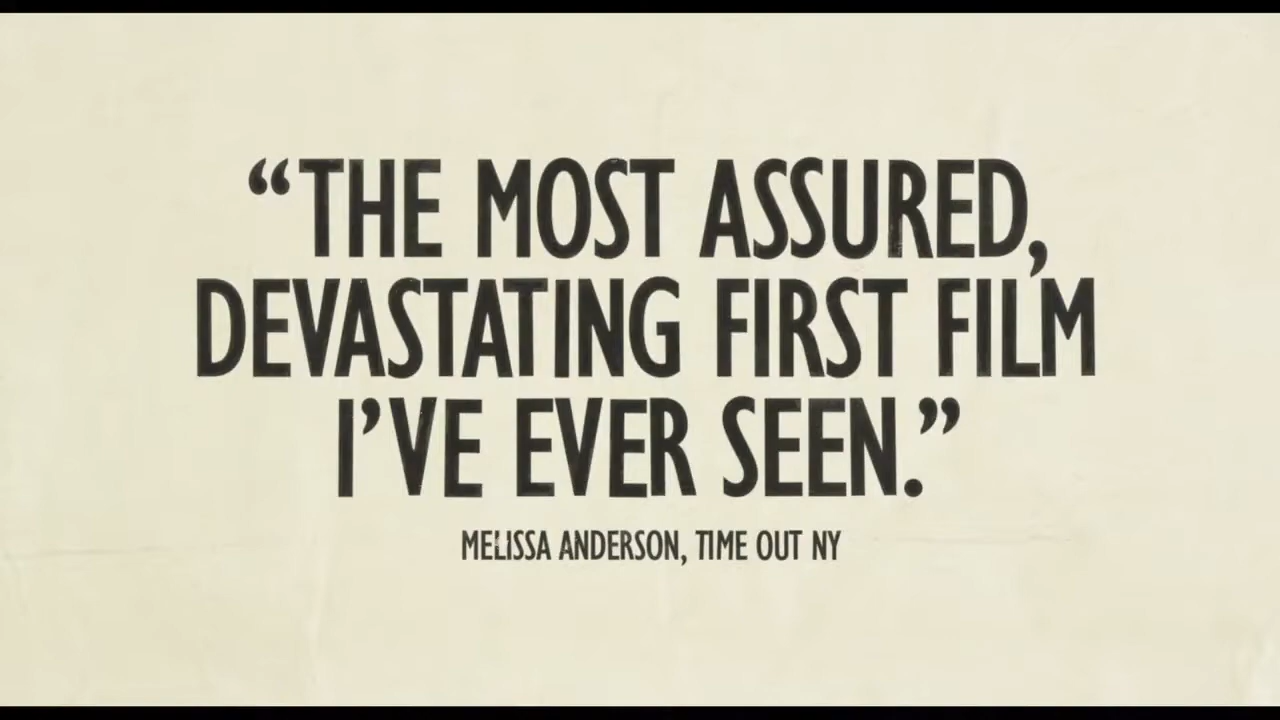 “THE MOST ASSURED,
DEVASTATING FIRST FILM
I’VE EVER SEEN.”
MELISSA ANDERSON, TIME OUT NY